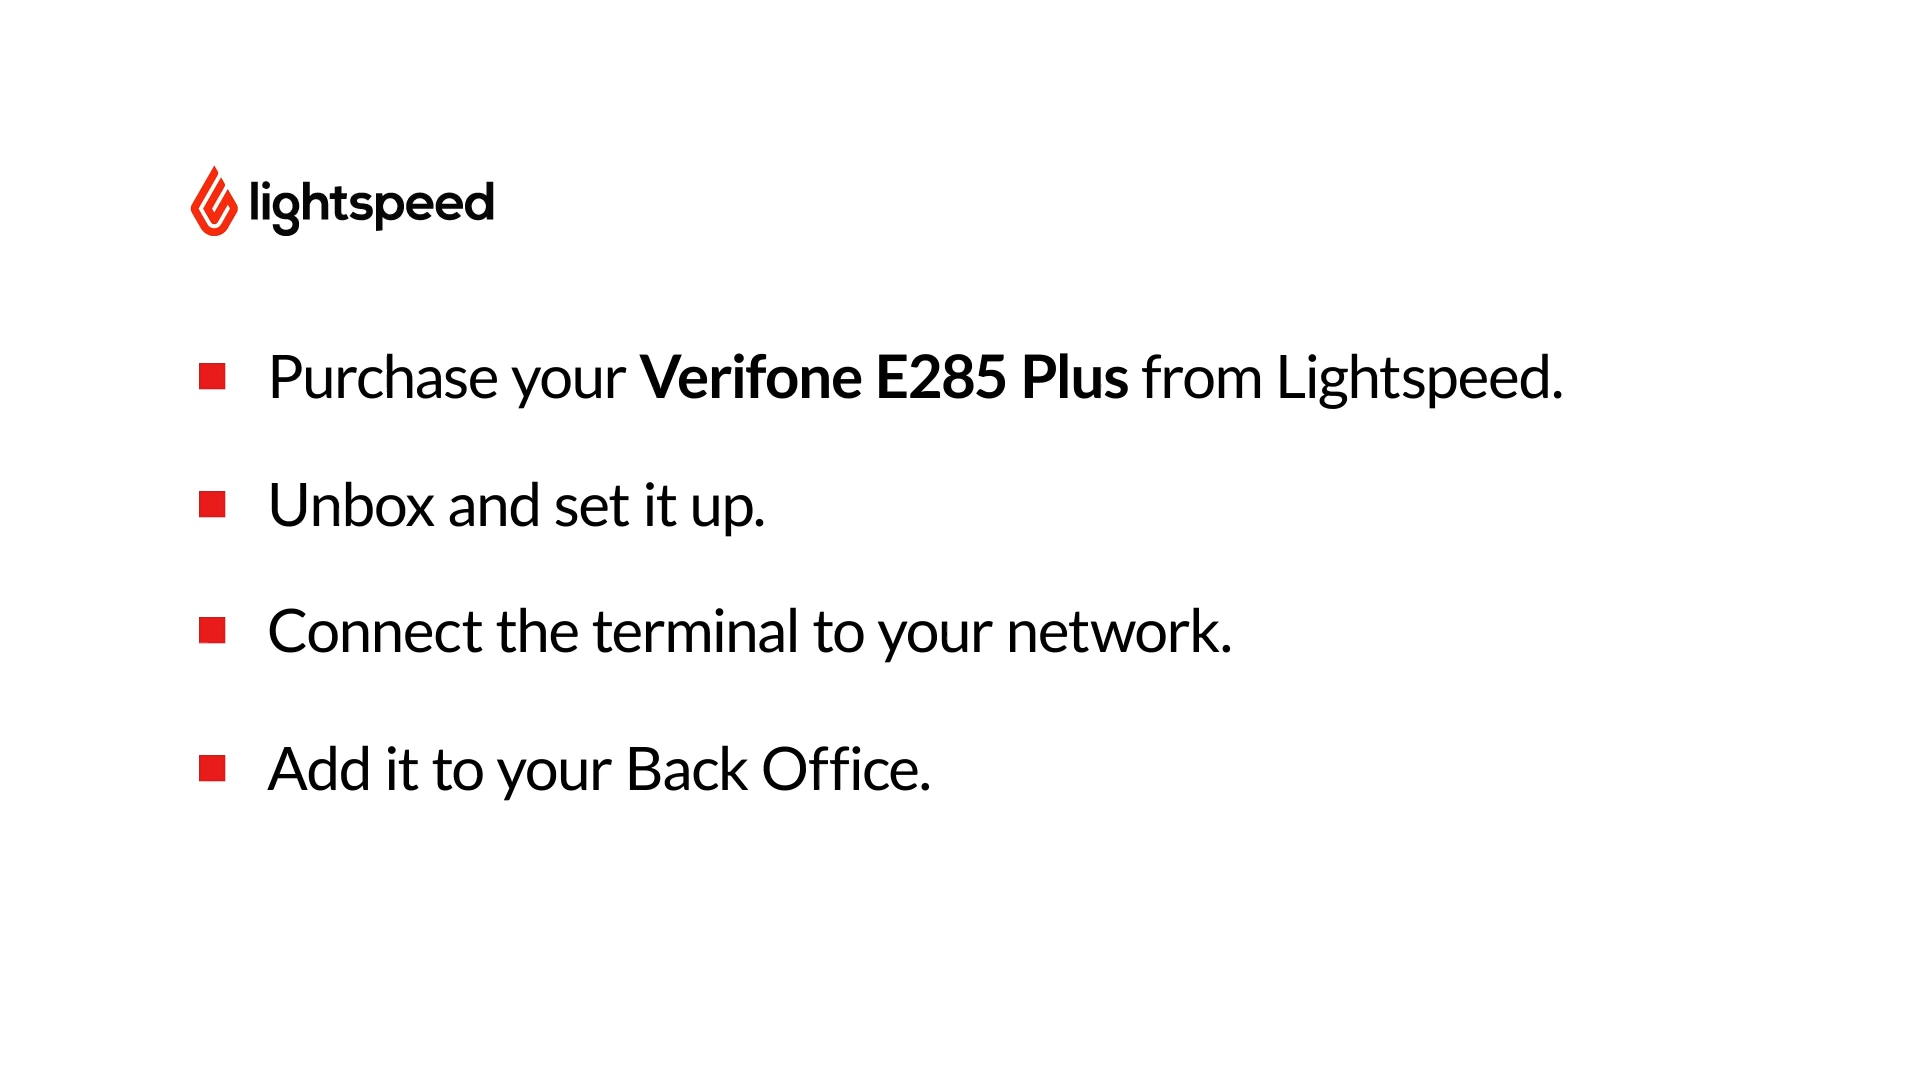 lightspeed
Purchase your Verifone E285 Plus from Lightspeed.
Unbox and set it up.
Connect the terminal to your network.
Add it to your Back Office.